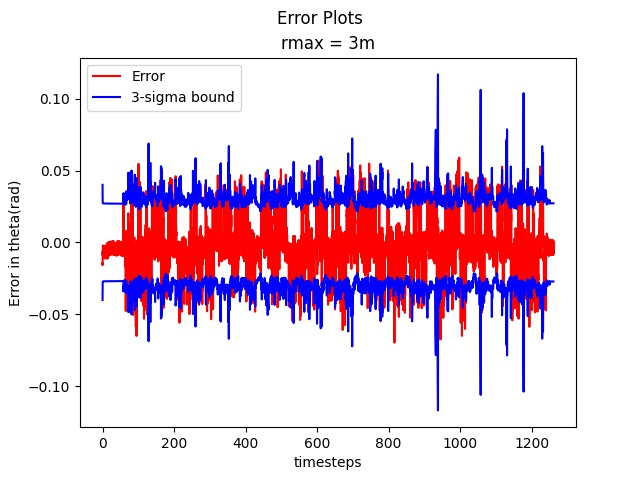 Error Plots
rmax = 3m
Error
3-sigma bound
0.10
0.05
0.00
−0.05
−0.10
Error in theta(rad)
0 200 400 600 800 1000 1200
timesteps